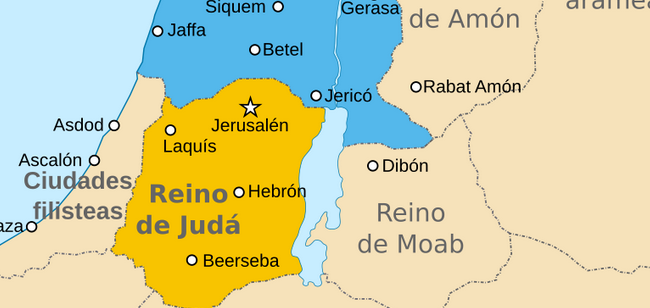 Siquem
Gerasa
de Amón
Jaffa
Betel
Rabat Amón
Jericó
Asdod
Jerusalén
Laquís
Ascalón
Dibón
Ciudades
filisteas
Reino
de Judá
Hebrón
Reino
de Moab
Beerseba